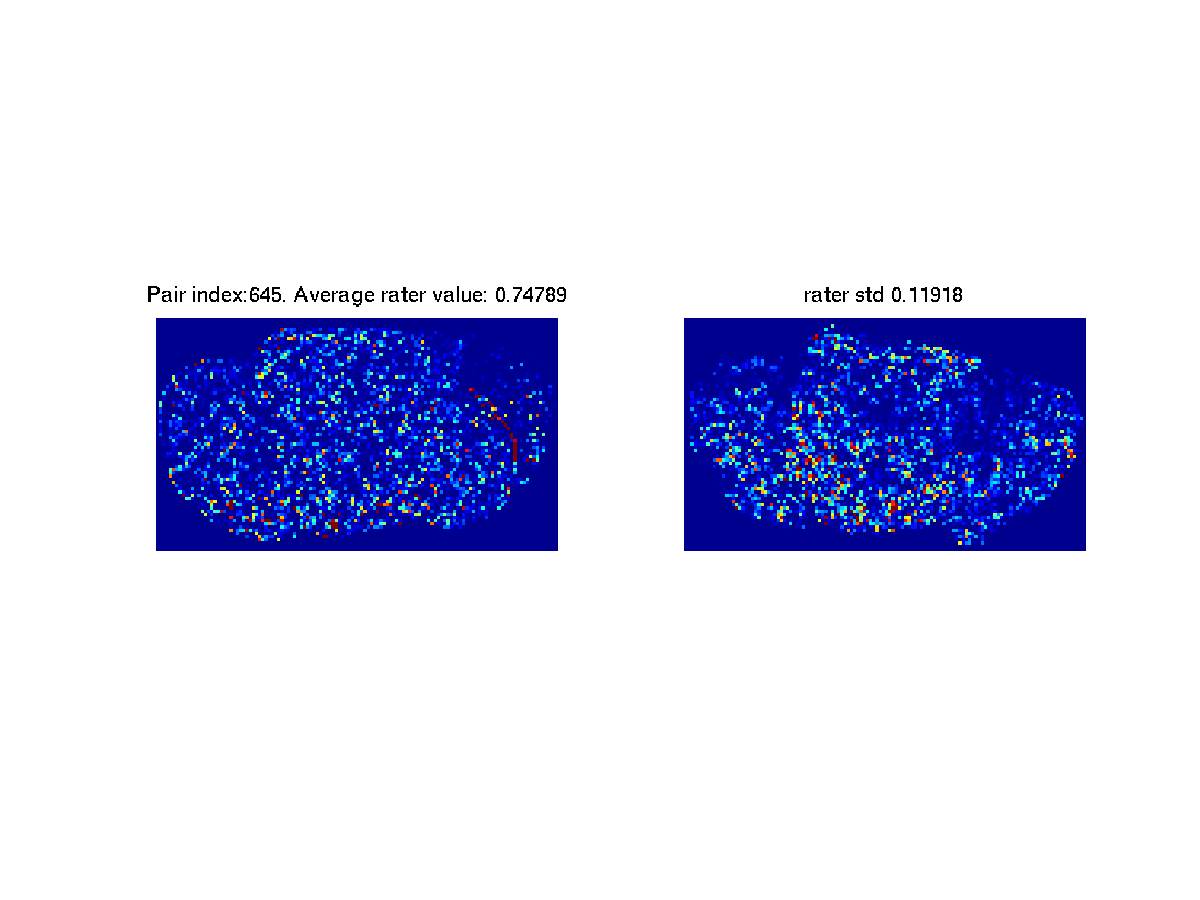 Pair index:645. Average rater value: 0.74789
rater std 0.11918